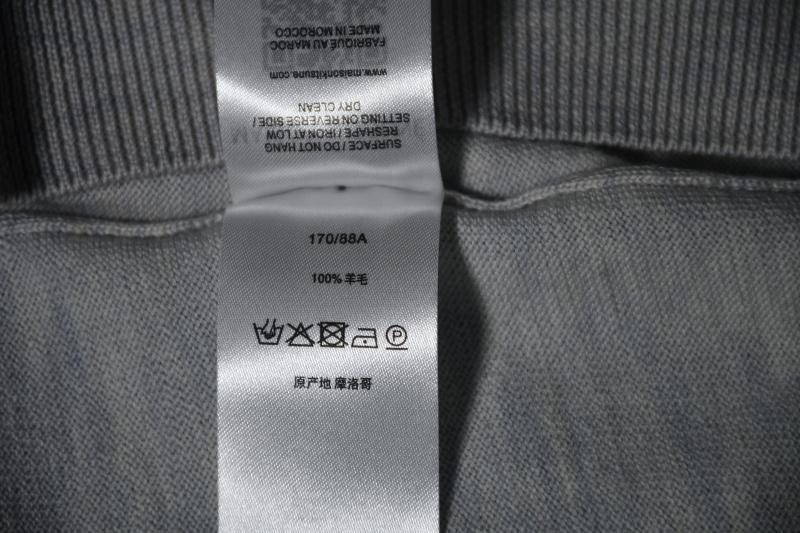 SURFACE / DO NOT HANG
RESHAPE / IRON AT LOW
SETTING ON REVERSE SIDE /
DRY CLEAN
www.maisonkitsune.com
FABRIQUÉ AU MAROC
MADE IN MOROCCO
170/88A
100% 羊毛
P
原产地 摩洛哥